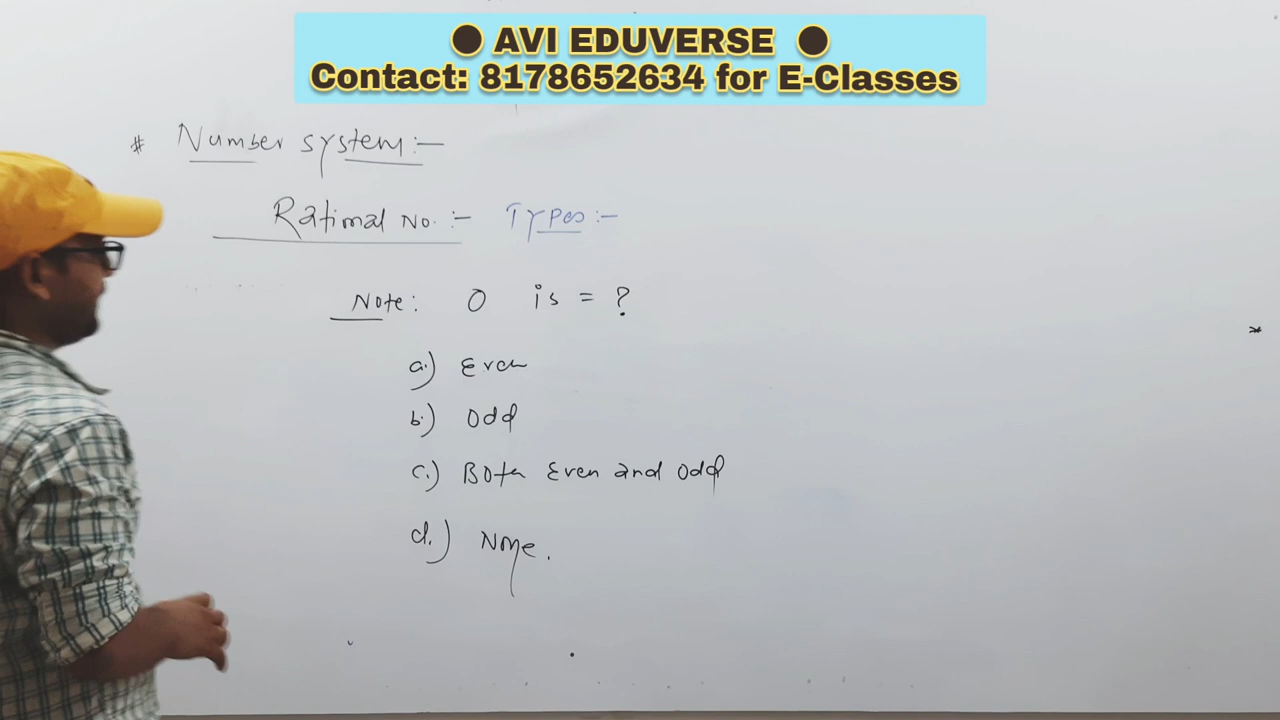 ● AVI EDUVERSE ●
Contact: 8178652634 for E-Classes
# Number system:-
Rational No. :- Types:-
Note: 0 is = ?
a.) Even
b.) Odd
c.) Both Even and Odd
d.) None.